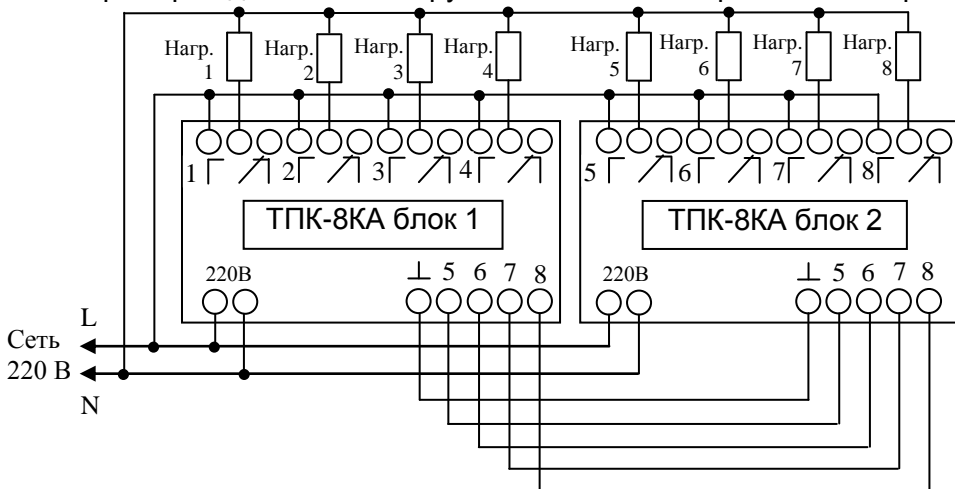 Нагр. 1
Нагр. 2
Нагр. 3
Нагр. 4
Нагр. 5
Нагр. 6
Нагр. 7
Нагр. 8
1 2 3 4 5 6 7 8
ТПК-8КА блок 1
ТПК-8КА блок 2
220В ⊥ 5 6 7 8
220В ⊥ 5 6 7 8
L
Сеть
220 В
N